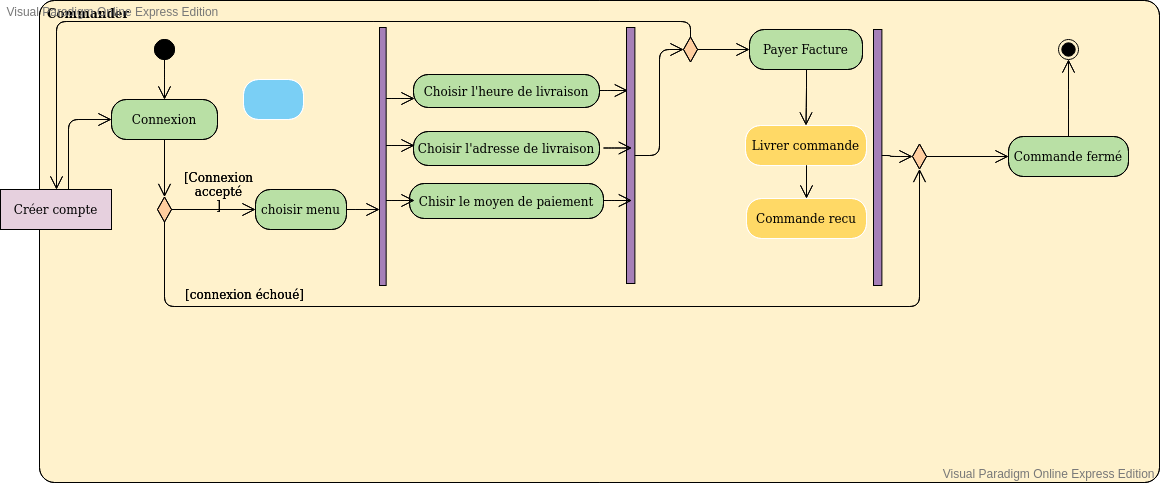 Visual Paradigm Online Express Edition
Commander
Payer Facture
Choisir l'heure de livraison
Connexion
Choisir l'adresse de livraison
Livrer commande
Commande fermé
[Connexion
accepté
]
Créer compte
choisir menu
Chisir le moyen de paiement
Commande recu
[connexion échoué]
Visual Paradigm Online Express Edition